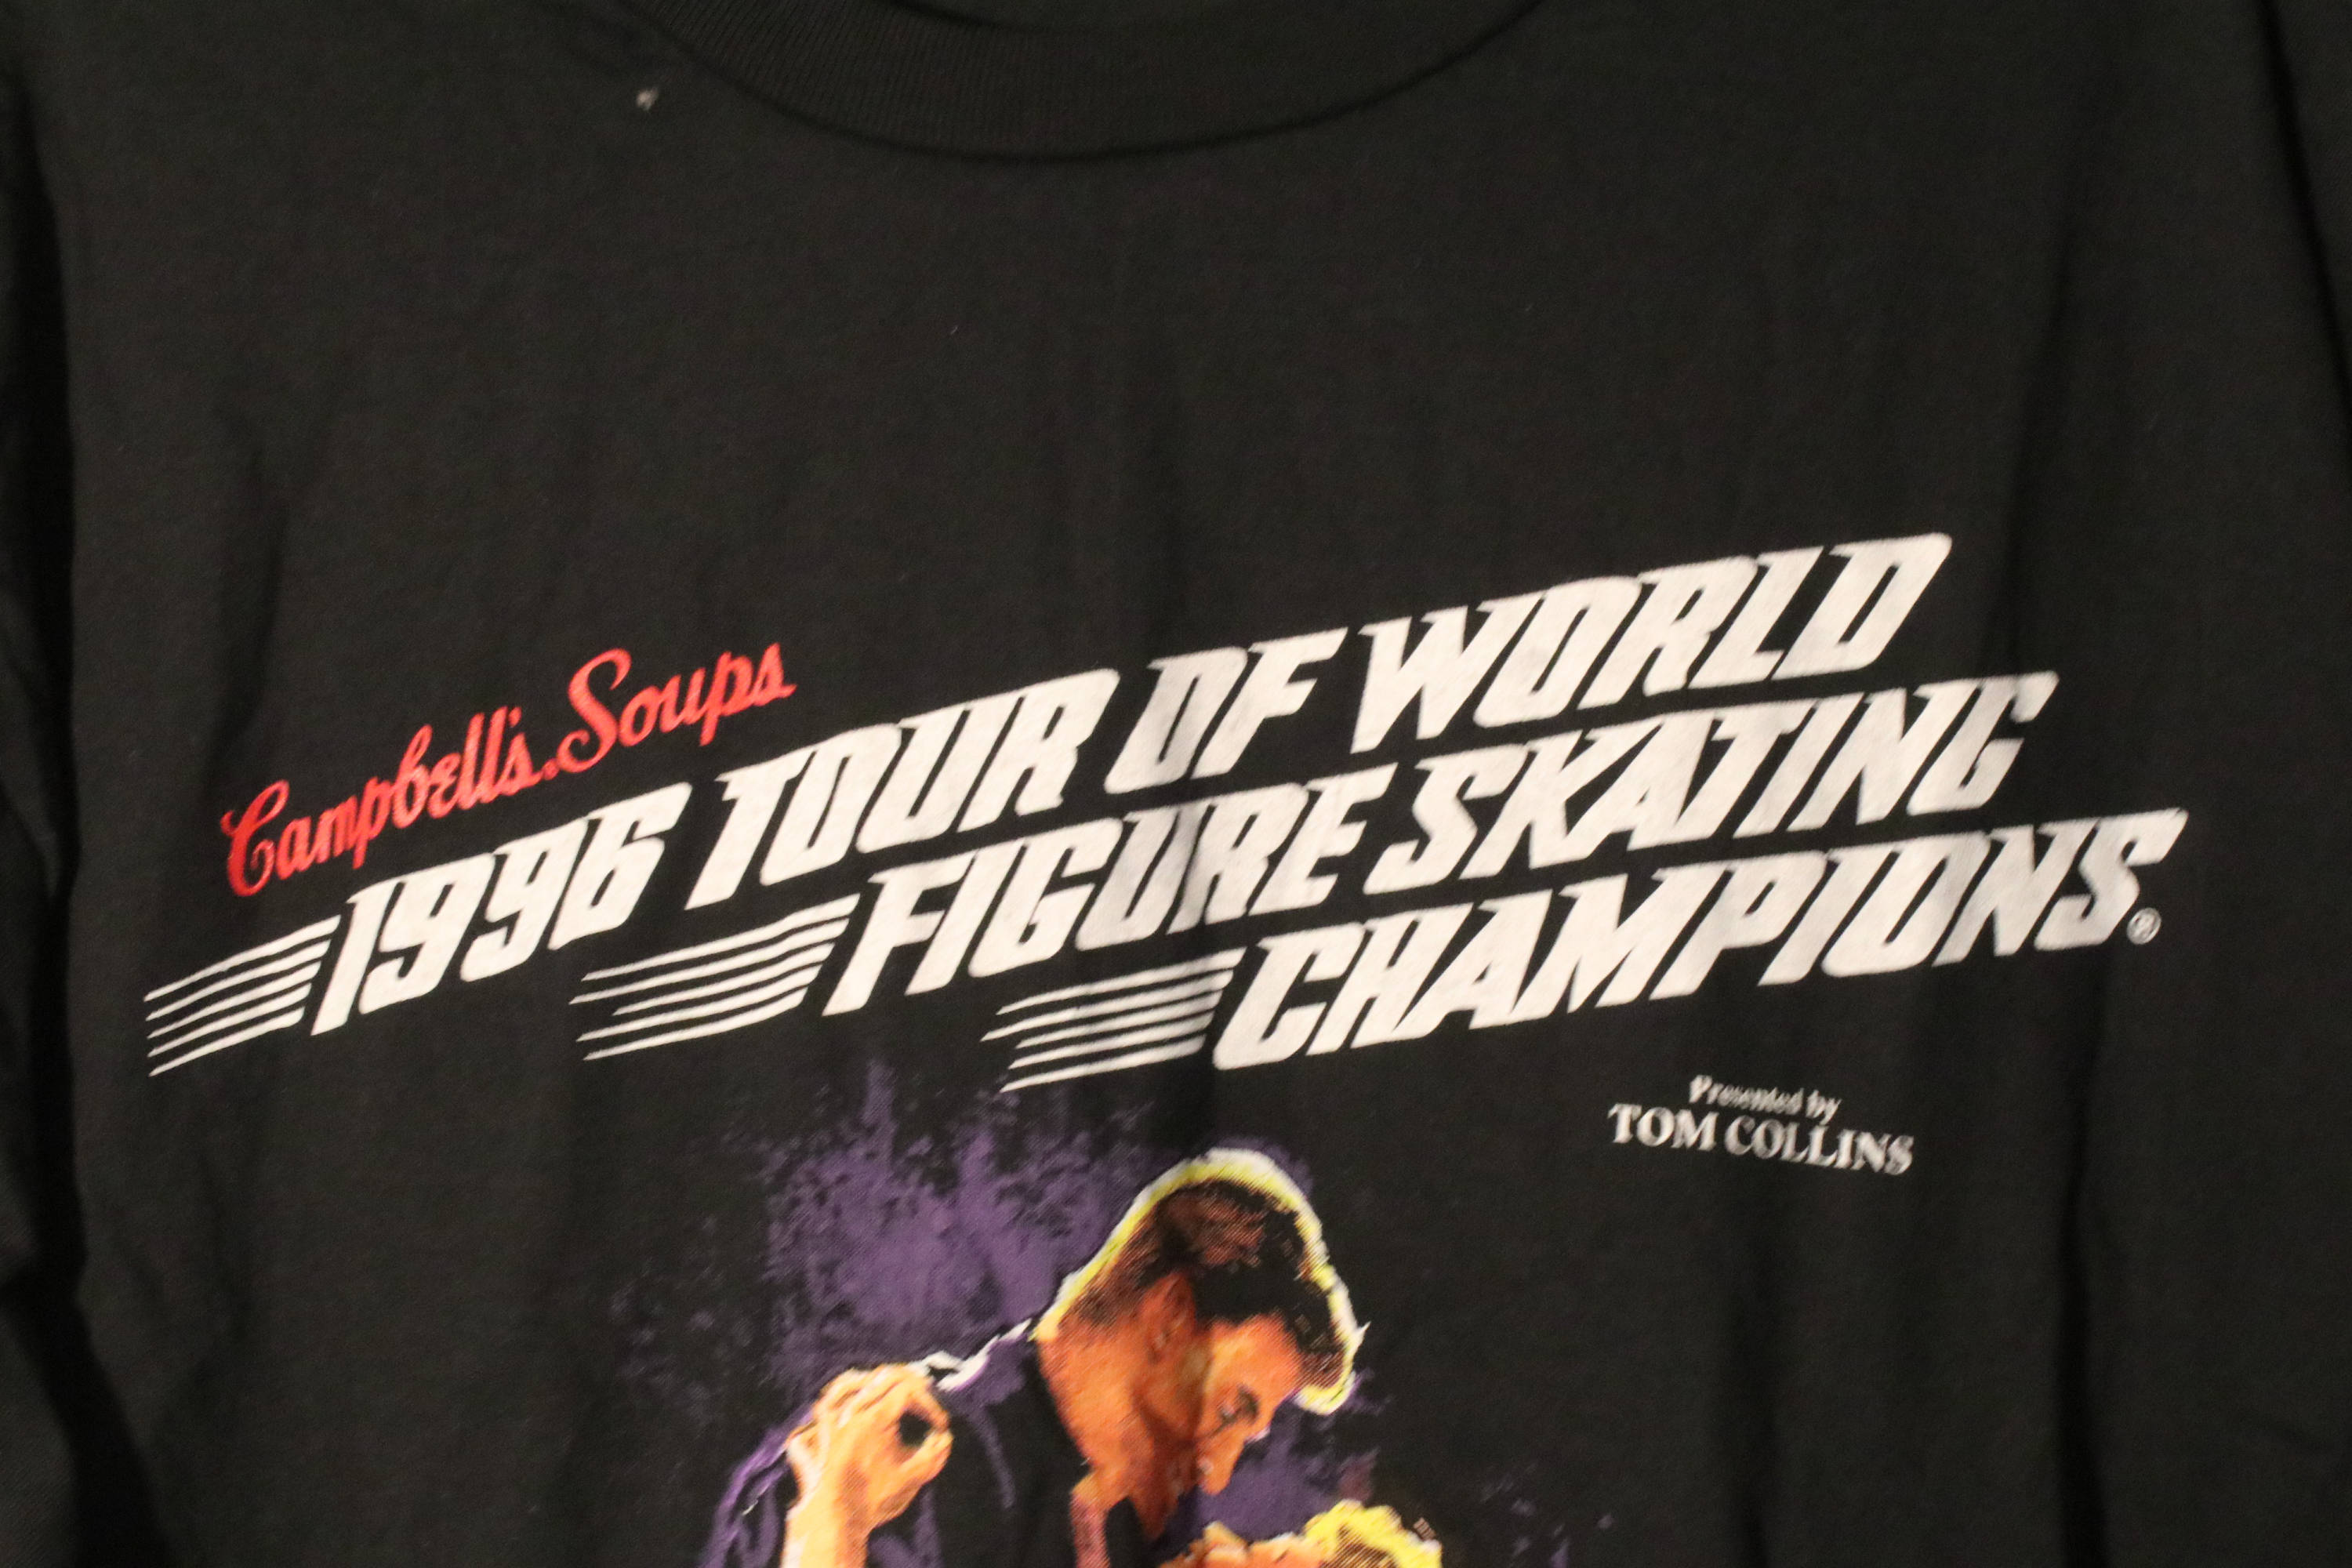 Campbell's. Soups
1996 TOUR OF WORLD
FIGURE SKATING
CHAMPIONS.®
Presented by
TOM COLLINS